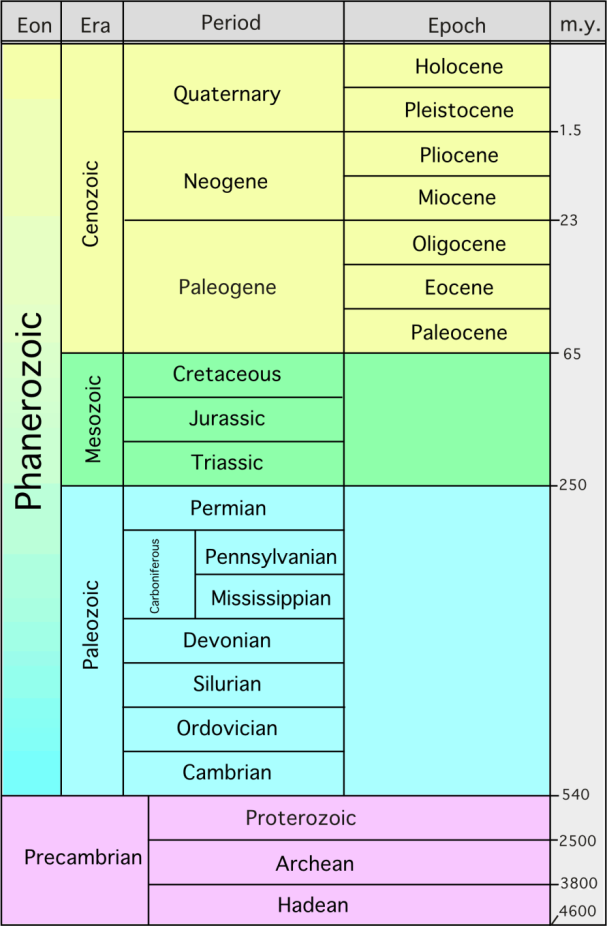 Eon Era Period Epoch m.y.
Phanerozoic
Cenozoic
Quaternary
Holocene
Pleistocene
1.5
Neogene
Pliocene
Miocene
23
Paleogene
Oligocene
Eocene
Paleocene
65
Mesozoic
Cretaceous
Jurassic
Triassic
250
Paleozoic
Permian
Carboniferous
Pennsylvanian
Mississippian
Devonian
Silurian
Ordovician
Cambrian
540
Precambrian
Proterozoic
2500
Archean
3800
Hadean
4600